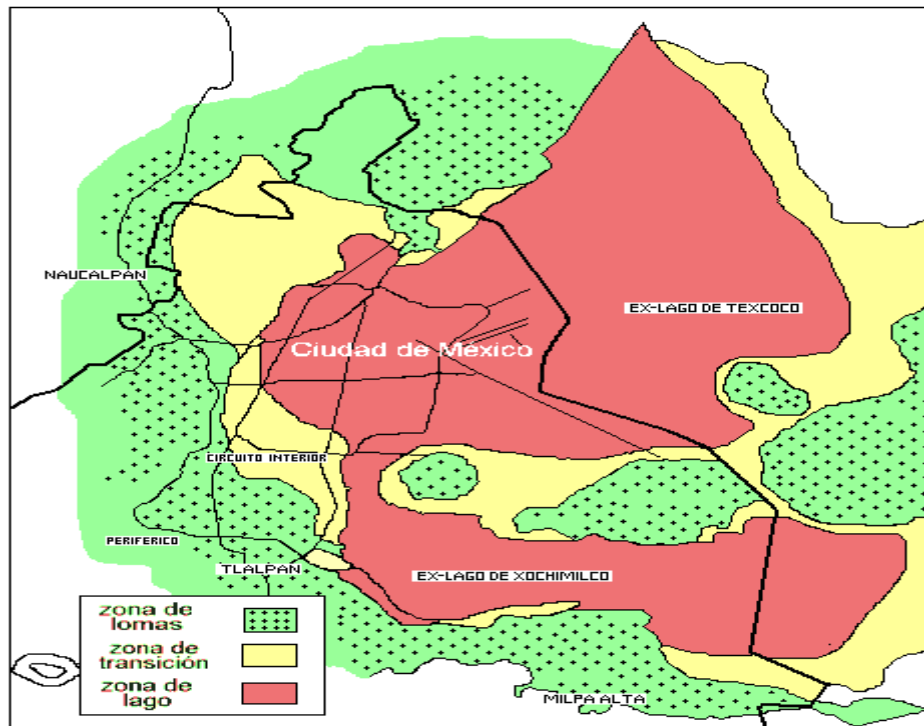 NAUCALPAN
EX-LAGO DE TEXCOCO
Ciudad de México
CIRCUITO INTERIOR
PERIFERICO
TLALPAN
EX-LAGO DE XOCHIMILCO
zona de
lomas
zona de
transición
zona de
lago
MILPA ALTA